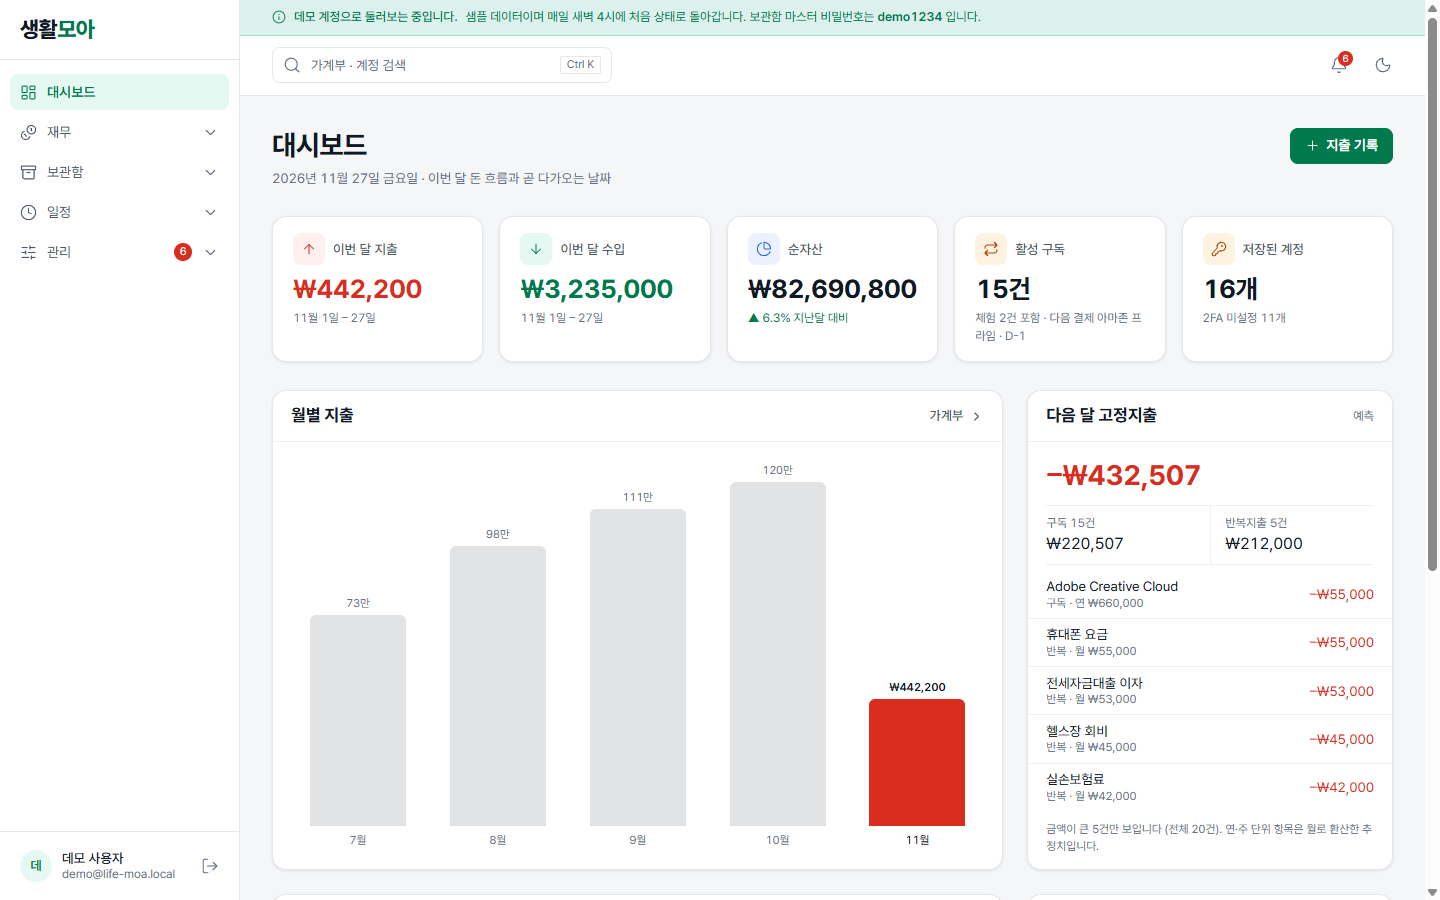 생활모아
데모 계정으로 둘러보는 중입니다. 샘플 데이터이며 매일 새벽 4시에 처음 상태로 돌아갑니다. 보관함 마스터 비밀번호는 demo1234 입니다.
가계부 · 계정 검색
Ctrl K
6
대시보드
재무
보관함
일정
관리
6
대시보드
2026년 11월 27일 금요일 · 이번 달 돈 흐름과 곧 다가오는 날짜
지출 기록
이번 달 지출
₩442,200
11월 1일 – 27일
이번 달 수입
₩3,235,000
11월 1일 – 27일
순자산
₩82,690,800
▲ 6.3% 지난달 대비
활성 구독
15건
체험 2건 포함 · 다음 결제 아마존 프
라임 · D-1
저장된 계정
16개
2FA 미설정 11개
월별 지출
가계부
73만
98만
111만
120만
₩442,200
7월
8월
9월
10월
11월
다음 달 고정지출
예측
−₩432,507
구독 15건
₩220,507
반복지출 5건
₩212,000
Adobe Creative Cloud
구독 · 연 ₩660,000
−₩55,000
휴대폰 요금
반복 · 월 ₩55,000
−₩55,000
전세자금대출 이자
반복 · 월 ₩53,000
−₩53,000
헬스장 회비
반복 · 월 ₩45,000
−₩45,000
실손보험료
반복 · 월 ₩42,000
−₩42,000
금액이 큰 5건만 보입니다 (전체 20건). 연·주 단위 항목은 월로 환산한 추
정치입니다.
데
데모 사용자
demo@life-moa.local